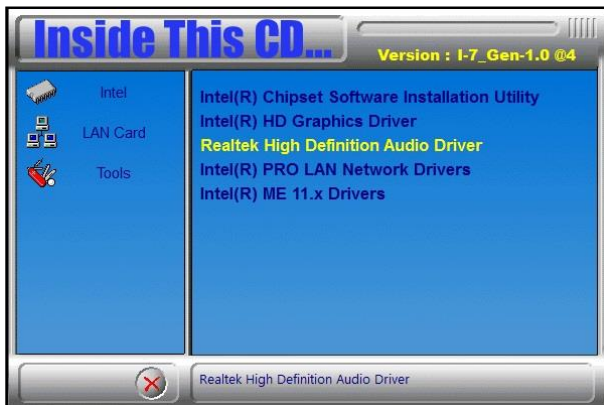 Inside This CD...
Version : I-7_Gen-1.0 @4
Intel
LAN Card
Tools
Intel(R) Chipset Software Installation Utility
Intel(R) HD Graphics Driver
Realtek High Definition Audio Driver
Intel(R) PRO LAN Network Drivers
Intel(R) ME 11.x Drivers
Realtek High Definition Audio Driver